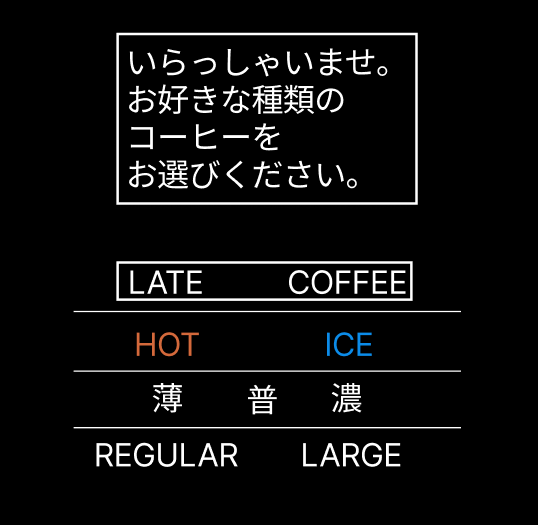 いらっしゃいませ。
お好きな種類の
コーヒーを
お選びください。
LATE COFFEE
HOT ICE
薄 普 濃
REGULAR LARGE